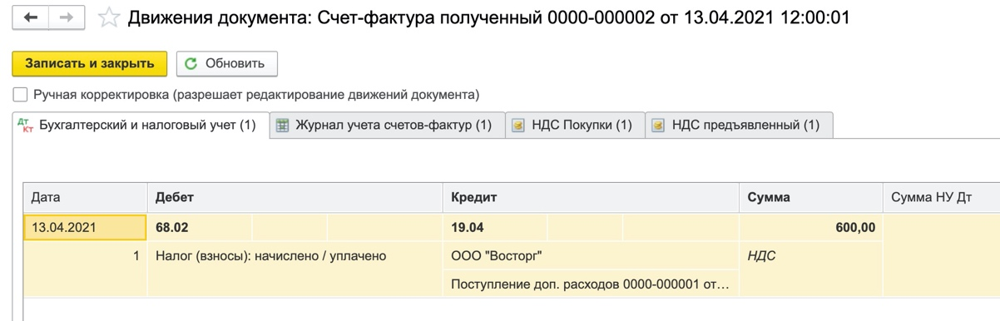 Движения документа: Счет-фактура полученный 0000-000002 от 13.04.2021 12:00:01
Записать и закрыть Обновить
Ручная корректировка (разрешает редактирование движений документа)
Дт Кт Бухгалтерский и налоговый учет (1) Журнал учета счетов-фактур (1) НДС Покупки (1) НДС предъявленный (1)
Дата Дебет Кредит Сумма Сумма НУ Дт
13.04.2021 68.02 19.04 600,00
1 Налог (взносы): начислено / уплачено ООО "Восторг" НДС
Поступление доп. расходов 0000-000001 от...